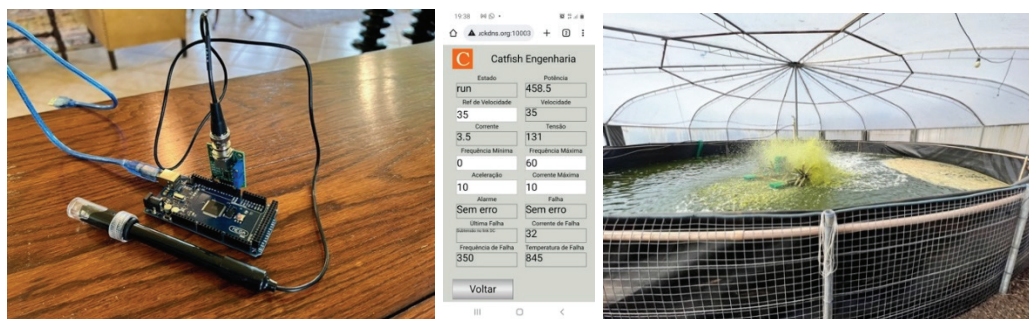 19:38
.ickdns.org:10003
C
Catfish Engenharia
Estado Potência
run 458.5
Ref de Velocidade Velocidade
35 35
Corrente Tensão
3.5 131
Frequência Mínima Frequência Máxima
0 60
Aceleração Corrente Máxima
10 10
Alarme Falha
Sem erro Sem erro
Última Falha Corrente de Falha
32
Frequência de Falha Temperatura de Falha
350 845
Voltar